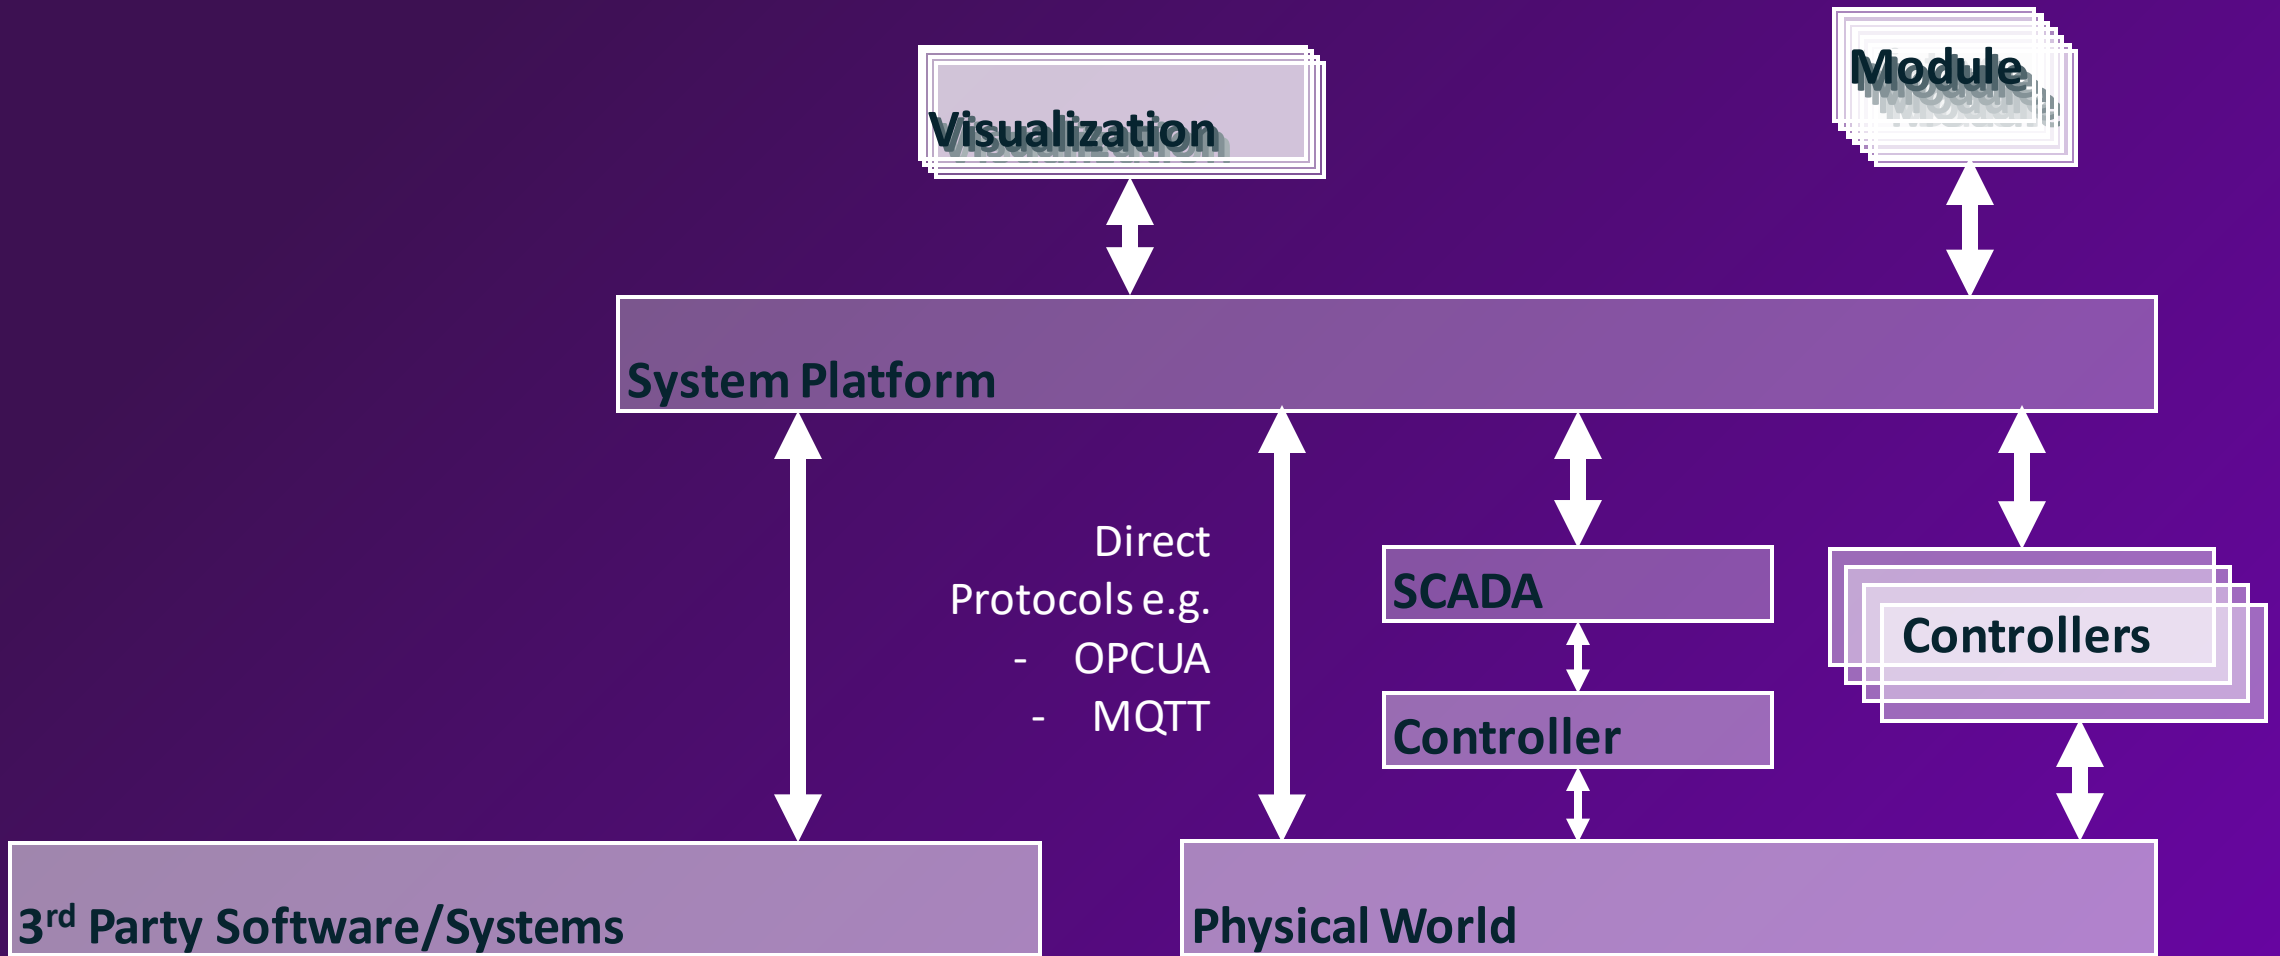 Module
Visualization
System Platform
Direct
Protocols e.g.
- OPCUA
- MQTT
SCADA
Controllers
Controller
3rd Party Software/Systems
Physical World